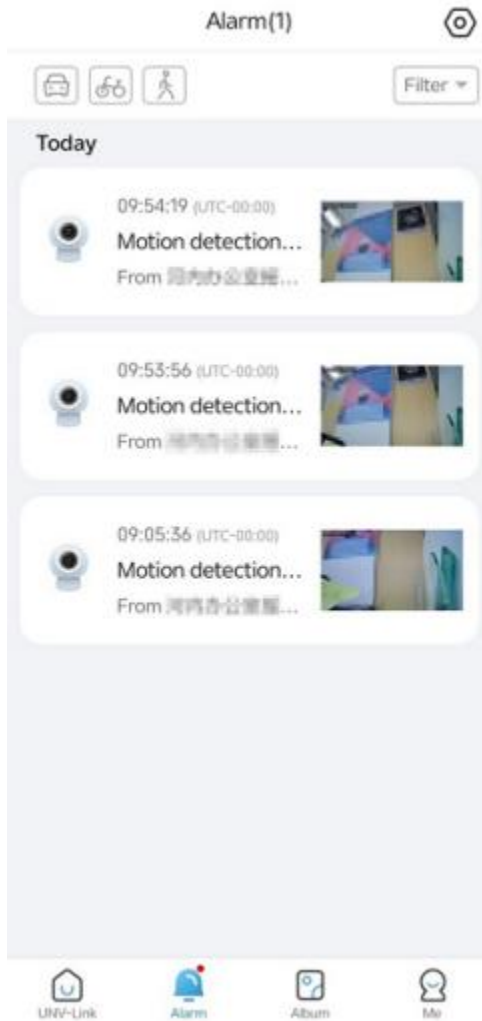 Alarm(1)
Filter
Today
09:54:19 (UTC-00:00)
Motion detection...
From
09:53:56 (UTC-00:00)
Motion detection...
From
09:05:36 (UTC-00:00)
Motion detection...
From
UNV-Link
Alarm
Album
Me